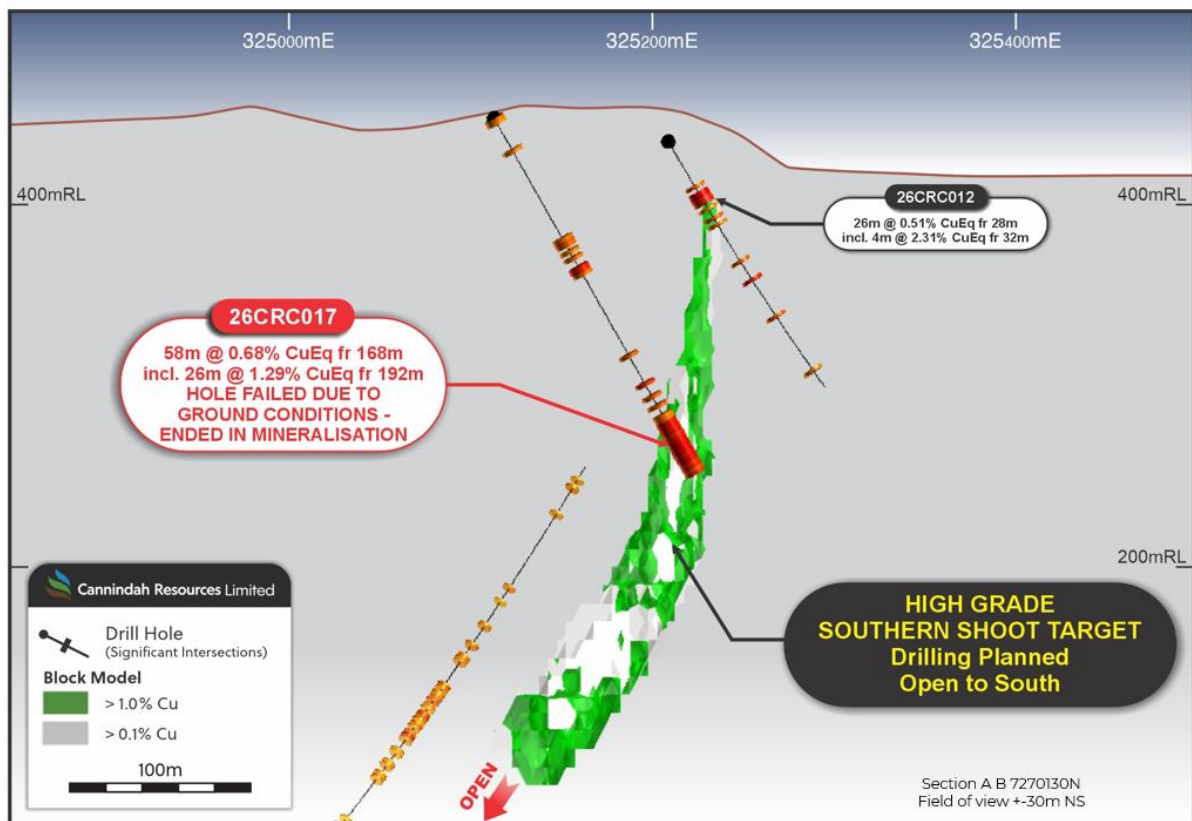 325000mE
325200mE
325400mE
400mRL
400mRL
26CRC012
26m @ 0.51% CuEq fr 28m
incl. 4m @ 2.31% CuEq fr 32m
26CRC017
58m @ 0.68% CuEq fr 168m
incl. 26m @ 1.29% CuEq fr 192m
HOLE FAILED DUE TO
GROUND CONDITIONS -
ENDED IN MINERALISATION
200mRL
HIGH GRADE
SOUTHERN SHOOT TARGET
Drilling Planned
Open to South
Cannindah Resources Limited
Drill Hole
(Significant Intersections)
Block Model
> 1.0% Cu
> 0.1% Cu
100m
OPEN
Section A B 7270130N
Field of view +-30m NS